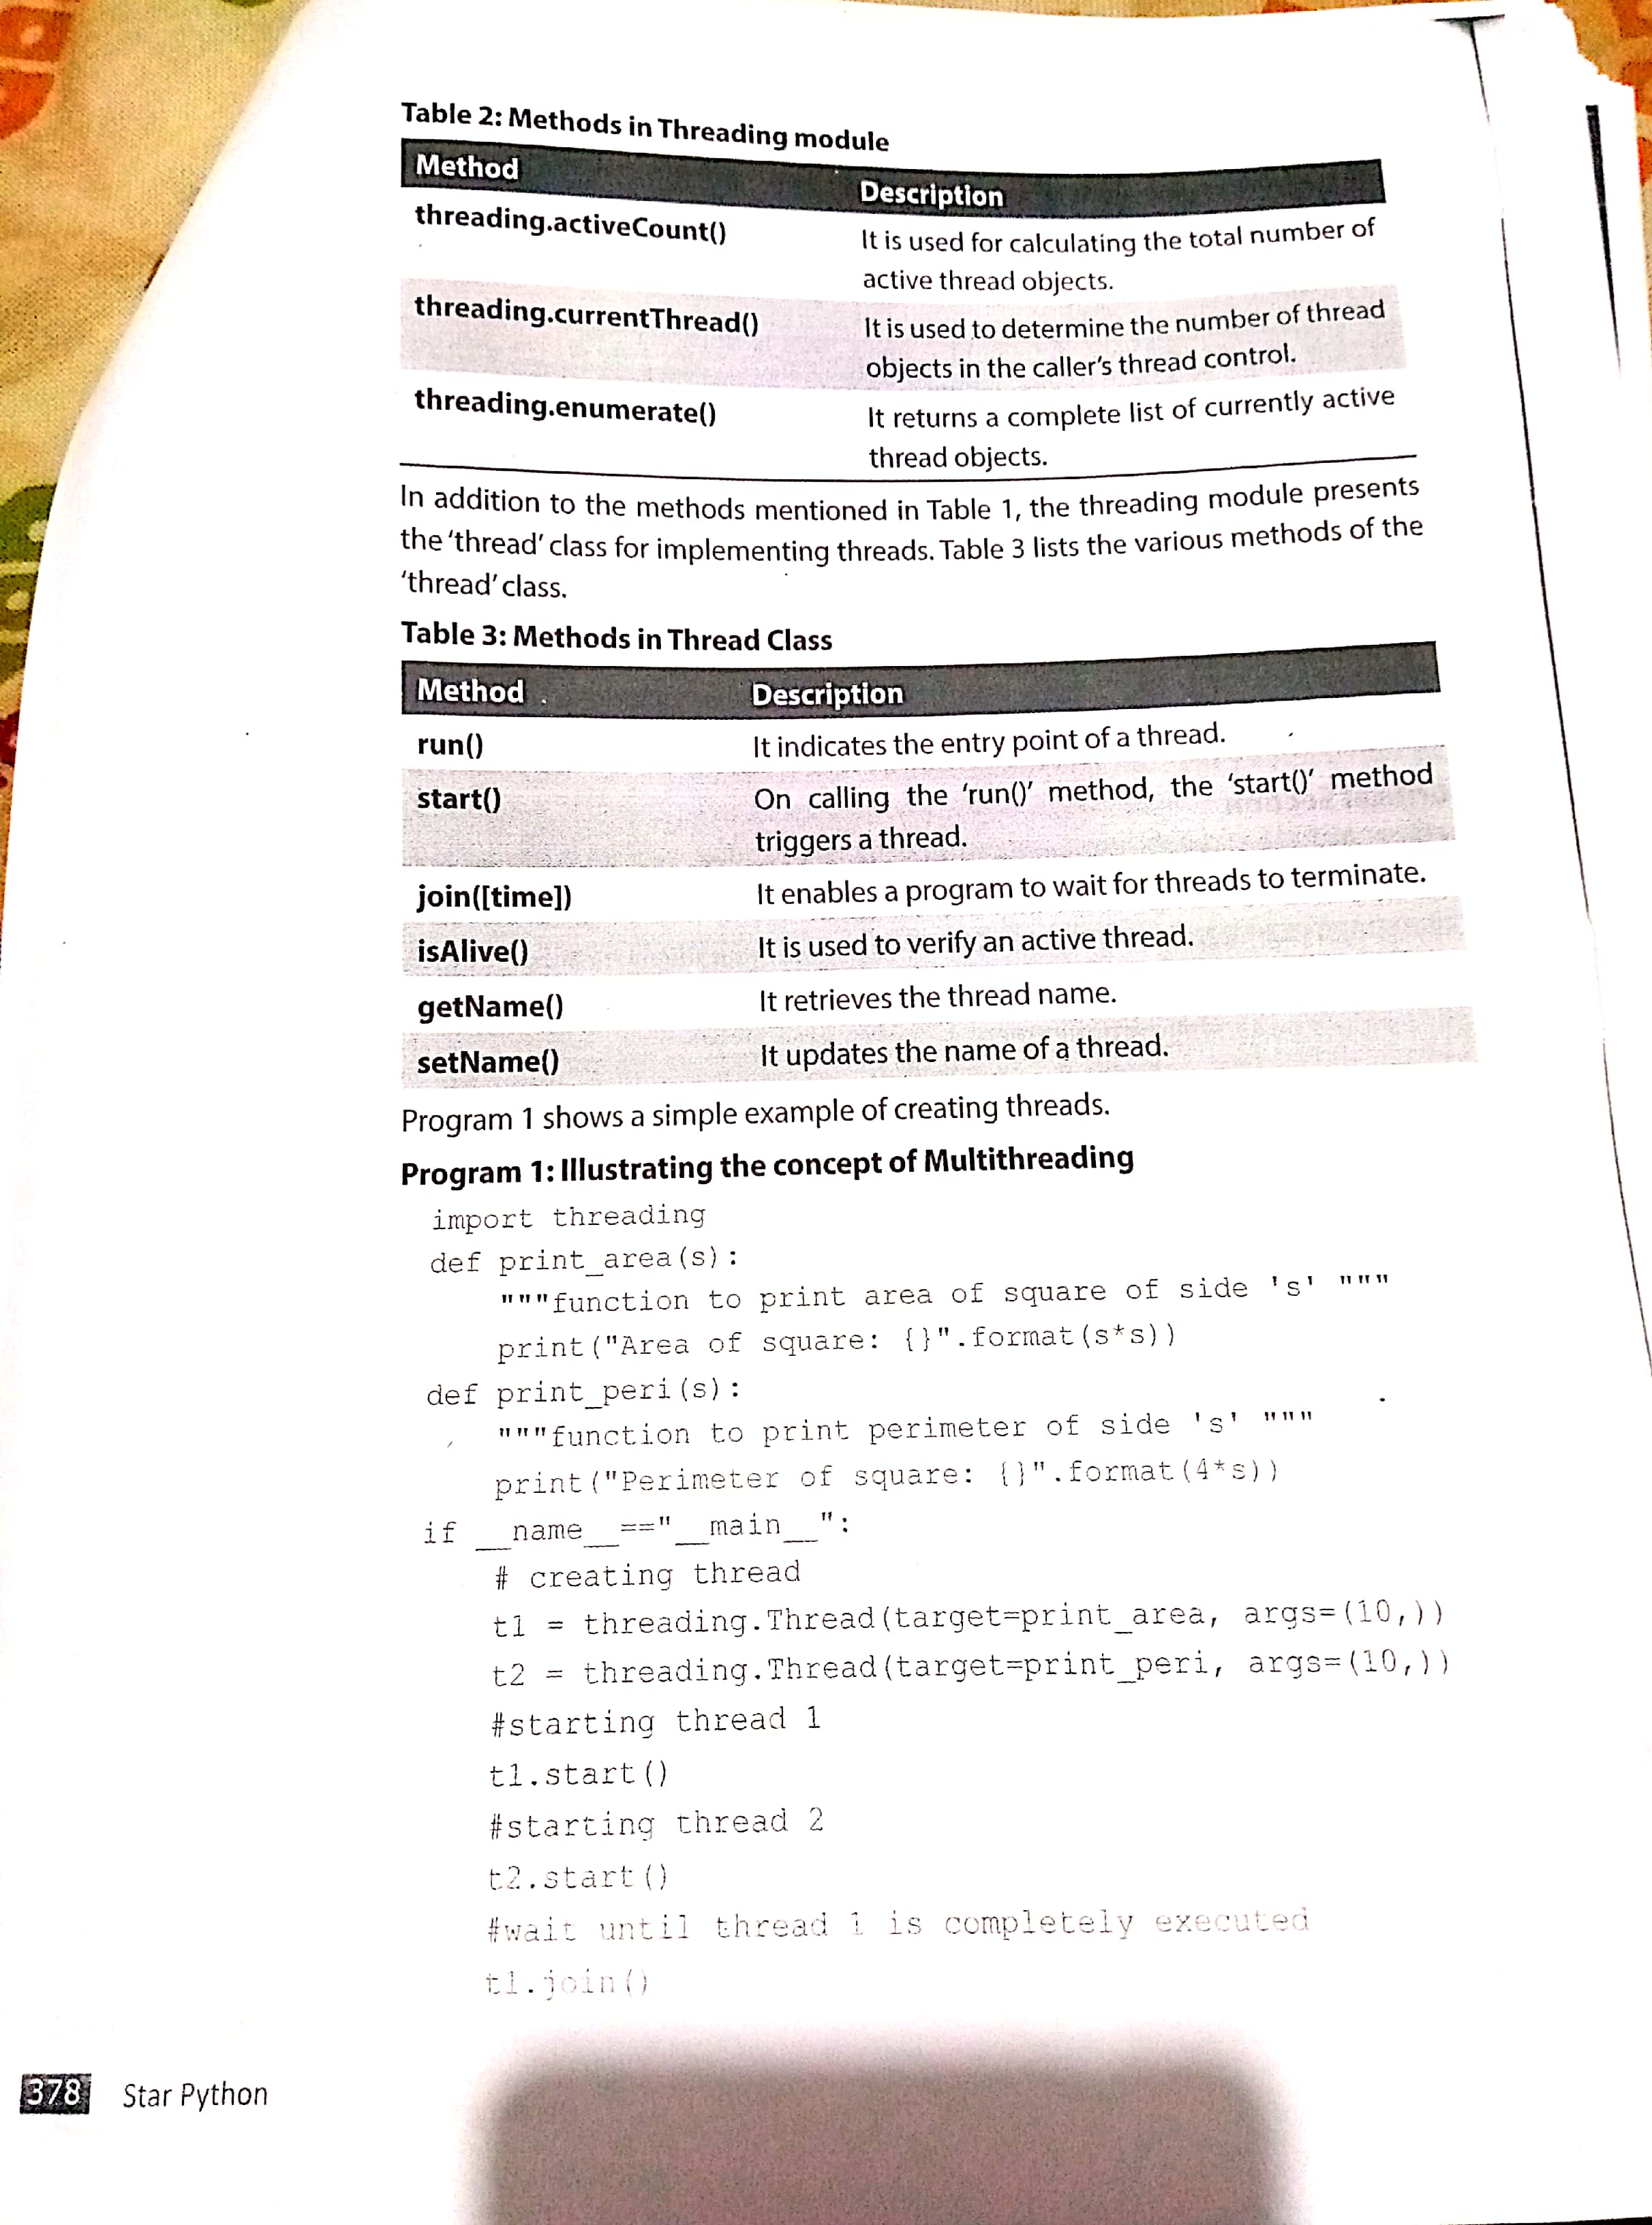 Table 2: Methods in Threading module
Method Description
threading.activeCount() It is used for calculating the total number of
active thread objects.
threading.currentThread() It is used to determine the number of thread
objects in the caller's thread control.
threading.enumerate() It returns a complete list of currently active
thread objects.
In addition to the methods mentioned in Table 1, the threading module presents
the 'thread' class for implementing threads. Table 3 lists the various methods of the
'thread' class.
Table 3: Methods in Thread Class
Method Description
run() It indicates the entry point of a thread.
start() On calling the 'run()' method, the 'start()' method
triggers a thread.
join([time]) It enables a program to wait for threads to terminate.
isAlive() It is used to verify an active thread.
getName() It retrieves the thread name.
setName() It updates the name of a thread.
Program 1 shows a simple example of creating threads.
Program 1: Illustrating the concept of Multithreading
import threading
def print_area(s):
"""function to print area of square of side 's' """
print("Area of square: {}".format(s*s))
def print_peri(s):
"""function to print perimeter of side 's' """
print("Perimeter of square: {}".format(4*s))
if __name__=="__main__":
# creating thread
t1 = threading.Thread(target=print_area, args=(10,))
t2 = threading.Thread(target=print_peri, args=(10,))
#starting thread 1
t1.start()
#starting thread 2
t2.start()
#wait until thread 1 is completely executed
t1.join()
378 Star Python